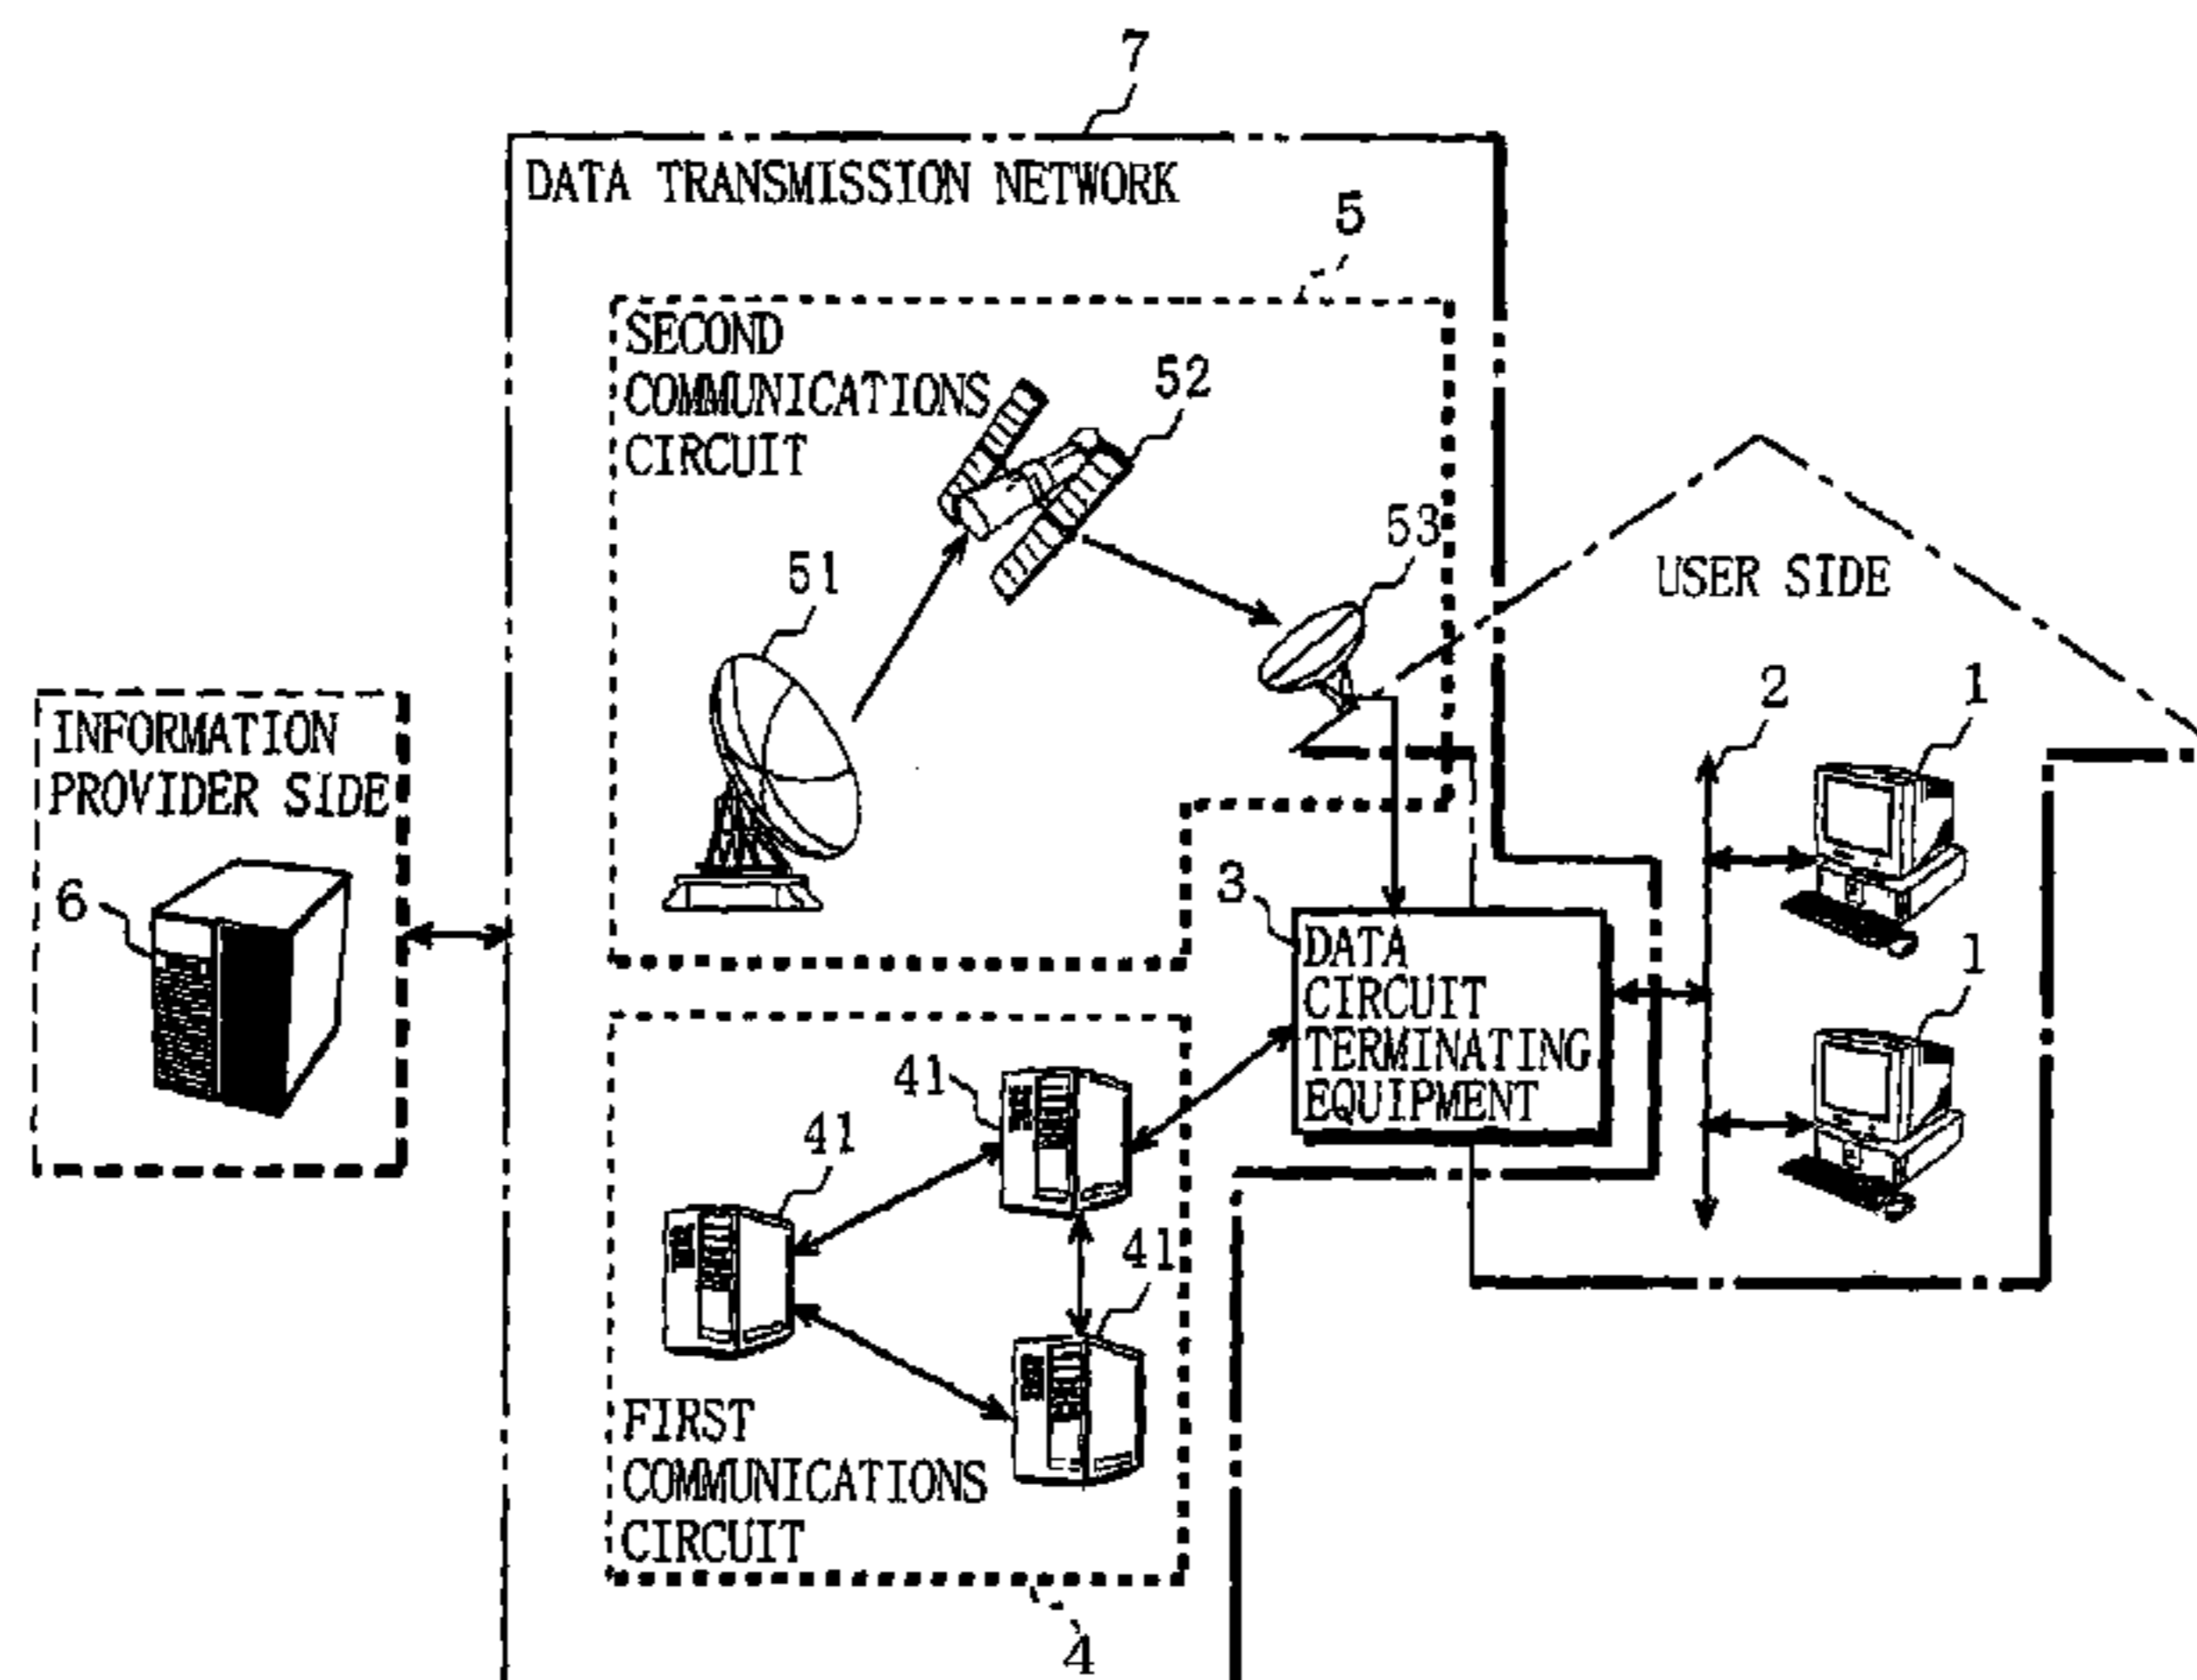 7
DATA TRANSMISSION NETWORK
5
SECOND
COMMUNICATIONS
CIRCUIT
52
53
51
USER SIDE
2
1
INFORMATION
PROVIDER SIDE
6
3
DATA
CIRCUIT
TERMINATING
EQUIPMENT
1
41
41
41
FIRST
COMMUNICATIONS
CIRCUIT
4